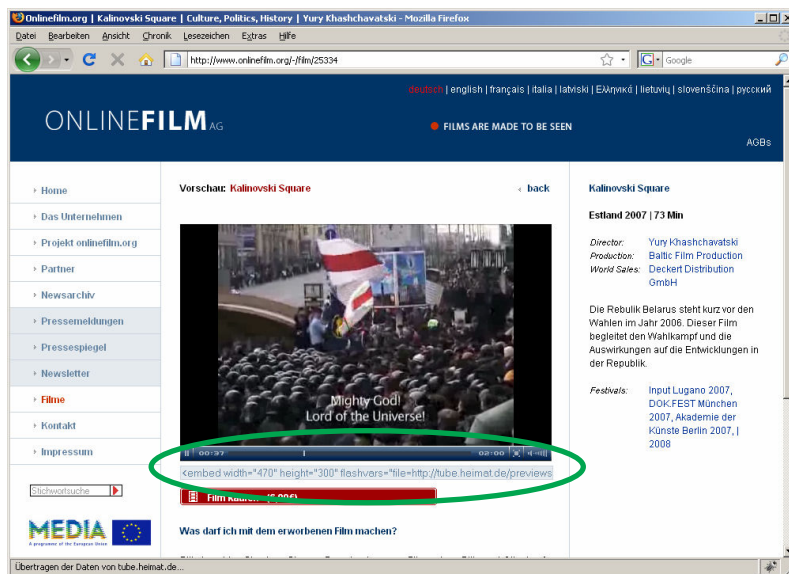 Onlinefilm.org | Kalinovski Square | Culture, Politics, History | Yury Khashchavatski - Mozilla Firefox
Datei Bearbeiten Ansicht Chronik Lesezeichen Extras Hilfe
http://www.onlinefilm.org/-/film/25334
Google
deutsch | english | français | italia | latviski | Ελληνικά | lietuvių | slovenščina | русский
ONLINEFILM AG
FILMS ARE MADE TO BE SEEN
AGBs
Home
Das Unternehmen
Projekt onlinefilm.org
Partner
Newsarchiv
Pressemeldungen
Pressespiegel
Newsletter
Filme
Kontakt
Impressum
Stichwortsuche
MEDIA
A programme of the European Union
Vorschau: Kalinovski Square
back
Mighty God!
Lord of the Universe!
00:37
02:00
<embed width="470" height="300" flashvars="file=http://tube.heimat.de/previews
Film kaufen
Was darf ich mit dem erworbenen Film machen?
Kalinovski Square
Estland 2007 | 73 Min
Director: Yury Khashchavatski
Production: Baltic Film Production
World Sales: Deckert Distribution
GmbH
Die Rebulik Belarus steht kurz vor den
Wahlen im Jahr 2006. Dieser Film
begleitet den Wahlkampf und die
Auswirkungen auf die Entwicklungen in
der Republik.
Festivals: Input Lugano 2007,
DOK.FEST München
2007, Akademie der
Künste Berlin 2007, |
2008
Übertragen der Daten von tube.heimat.de...